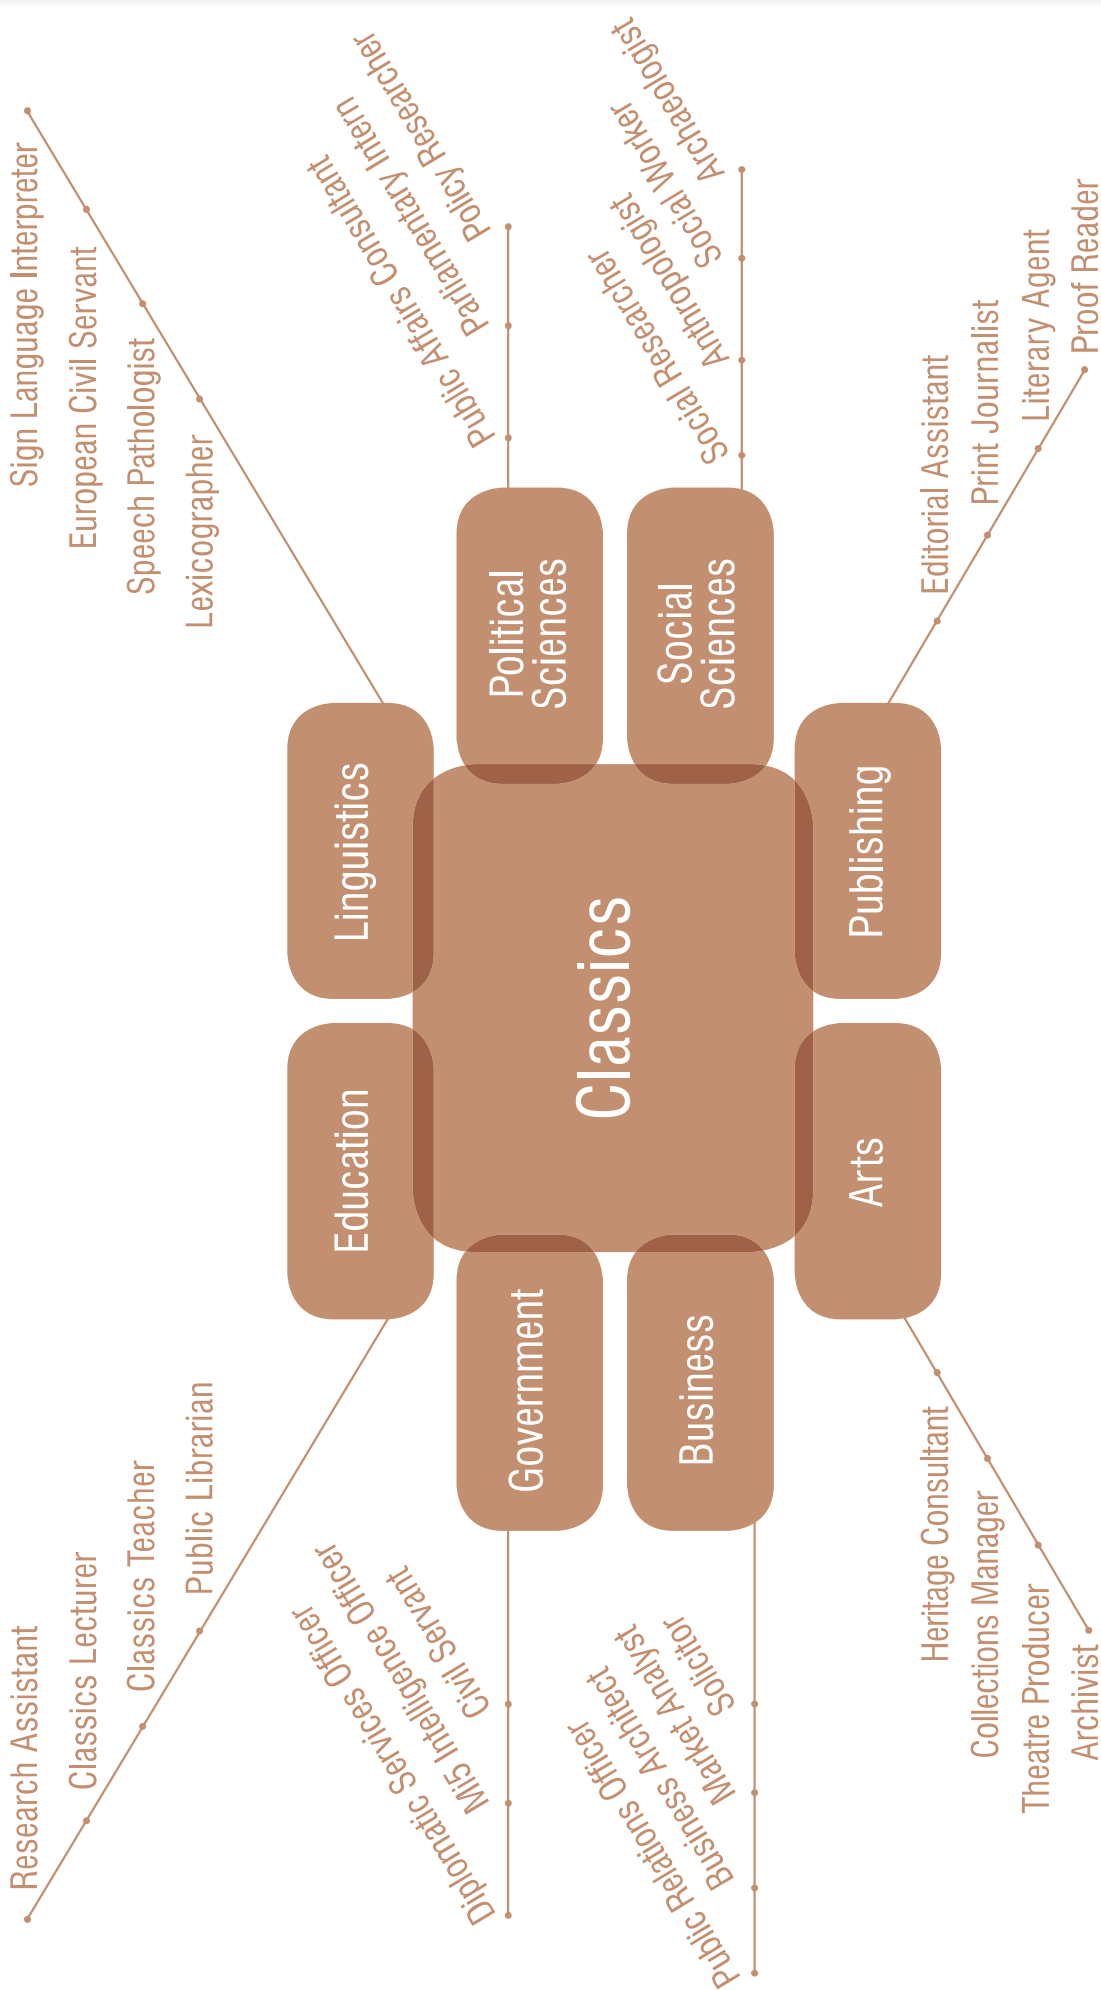 Research Assistant
Classics Lecturer
Classics Teacher
Public Librarian
Sign Language Interpreter
European Civil Servant
Speech Pathologist
Lexicographer
Education
Linguistics
Diplomatic Services Officer
Mi5 Intelligence Officer
Civil Servant
Government
Political
Sciences
Public Affairs Consultant
Parliamentary Intern
Policy Researcher
Classics
Public Relations Officer
Business Architect
Market Analyst
Solicitor
Business
Social
Sciences
Social Researcher
Anthropologist
Social Worker
Archaeologist
Arts
Publishing
Heritage Consultant
Collections Manager
Theatre Producer
Archivist
Editorial Assistant
Print Journalist
Literary Agent
Proof Reader